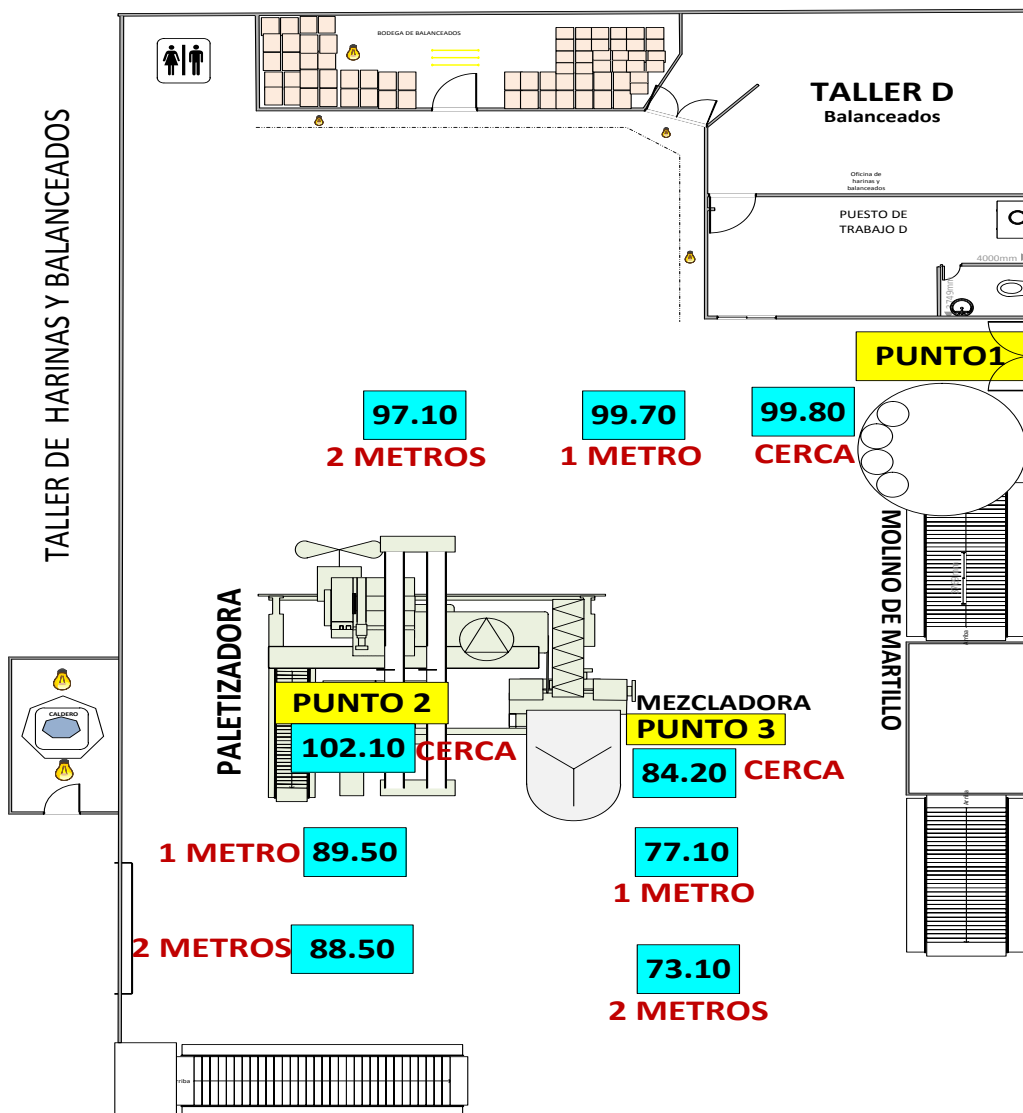 TALLER DE HARINAS Y BALANCEADOS
BODEGA DE BALANCEADOS
TALLER D
Balanceados
Oficina de
harinas y
balanceados
PUESTO DE
TRABAJO D
4000mm
PUNTO1
97.10
2 METROS
99.70
1 METRO
99.80
CERCA
MOLINO DE MARTILLO
Arriba
PALETIZADORA
PUNTO 2
102.10
CERCA
MEZCLADORA
PUNTO 3
84.20
CERCA
CALDERO
Arriba
1 METRO
89.50
77.10
1 METRO
2 METROS
88.50
73.10
2 METROS